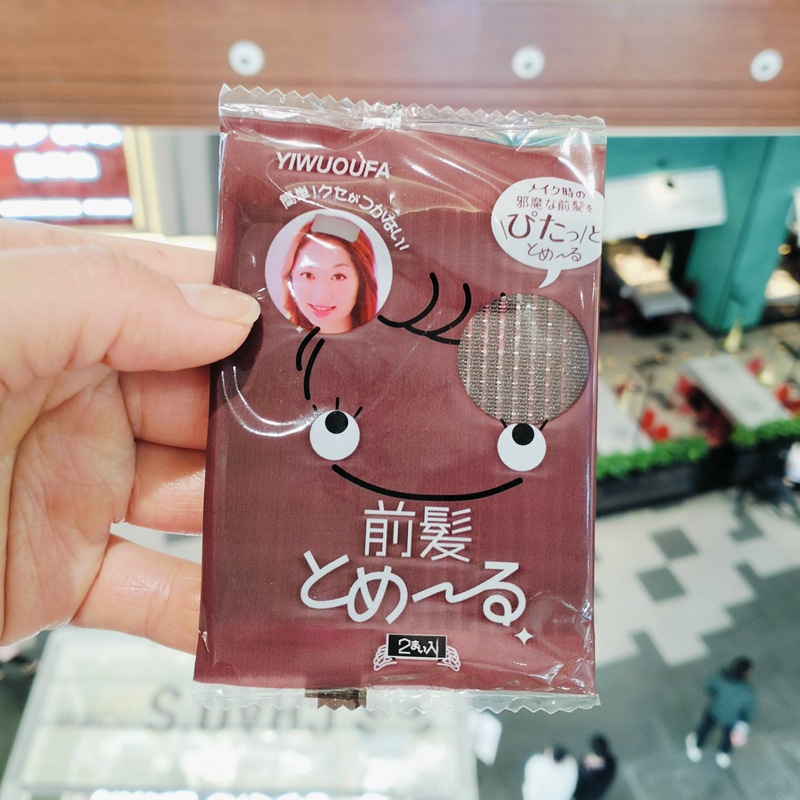 YIWUOUFA
簡単!クセがつかない!!
メイク時の
邪魔な前髪を
ぴたっ/と
とめ〜る
前髪
とめ〜る
2まい入